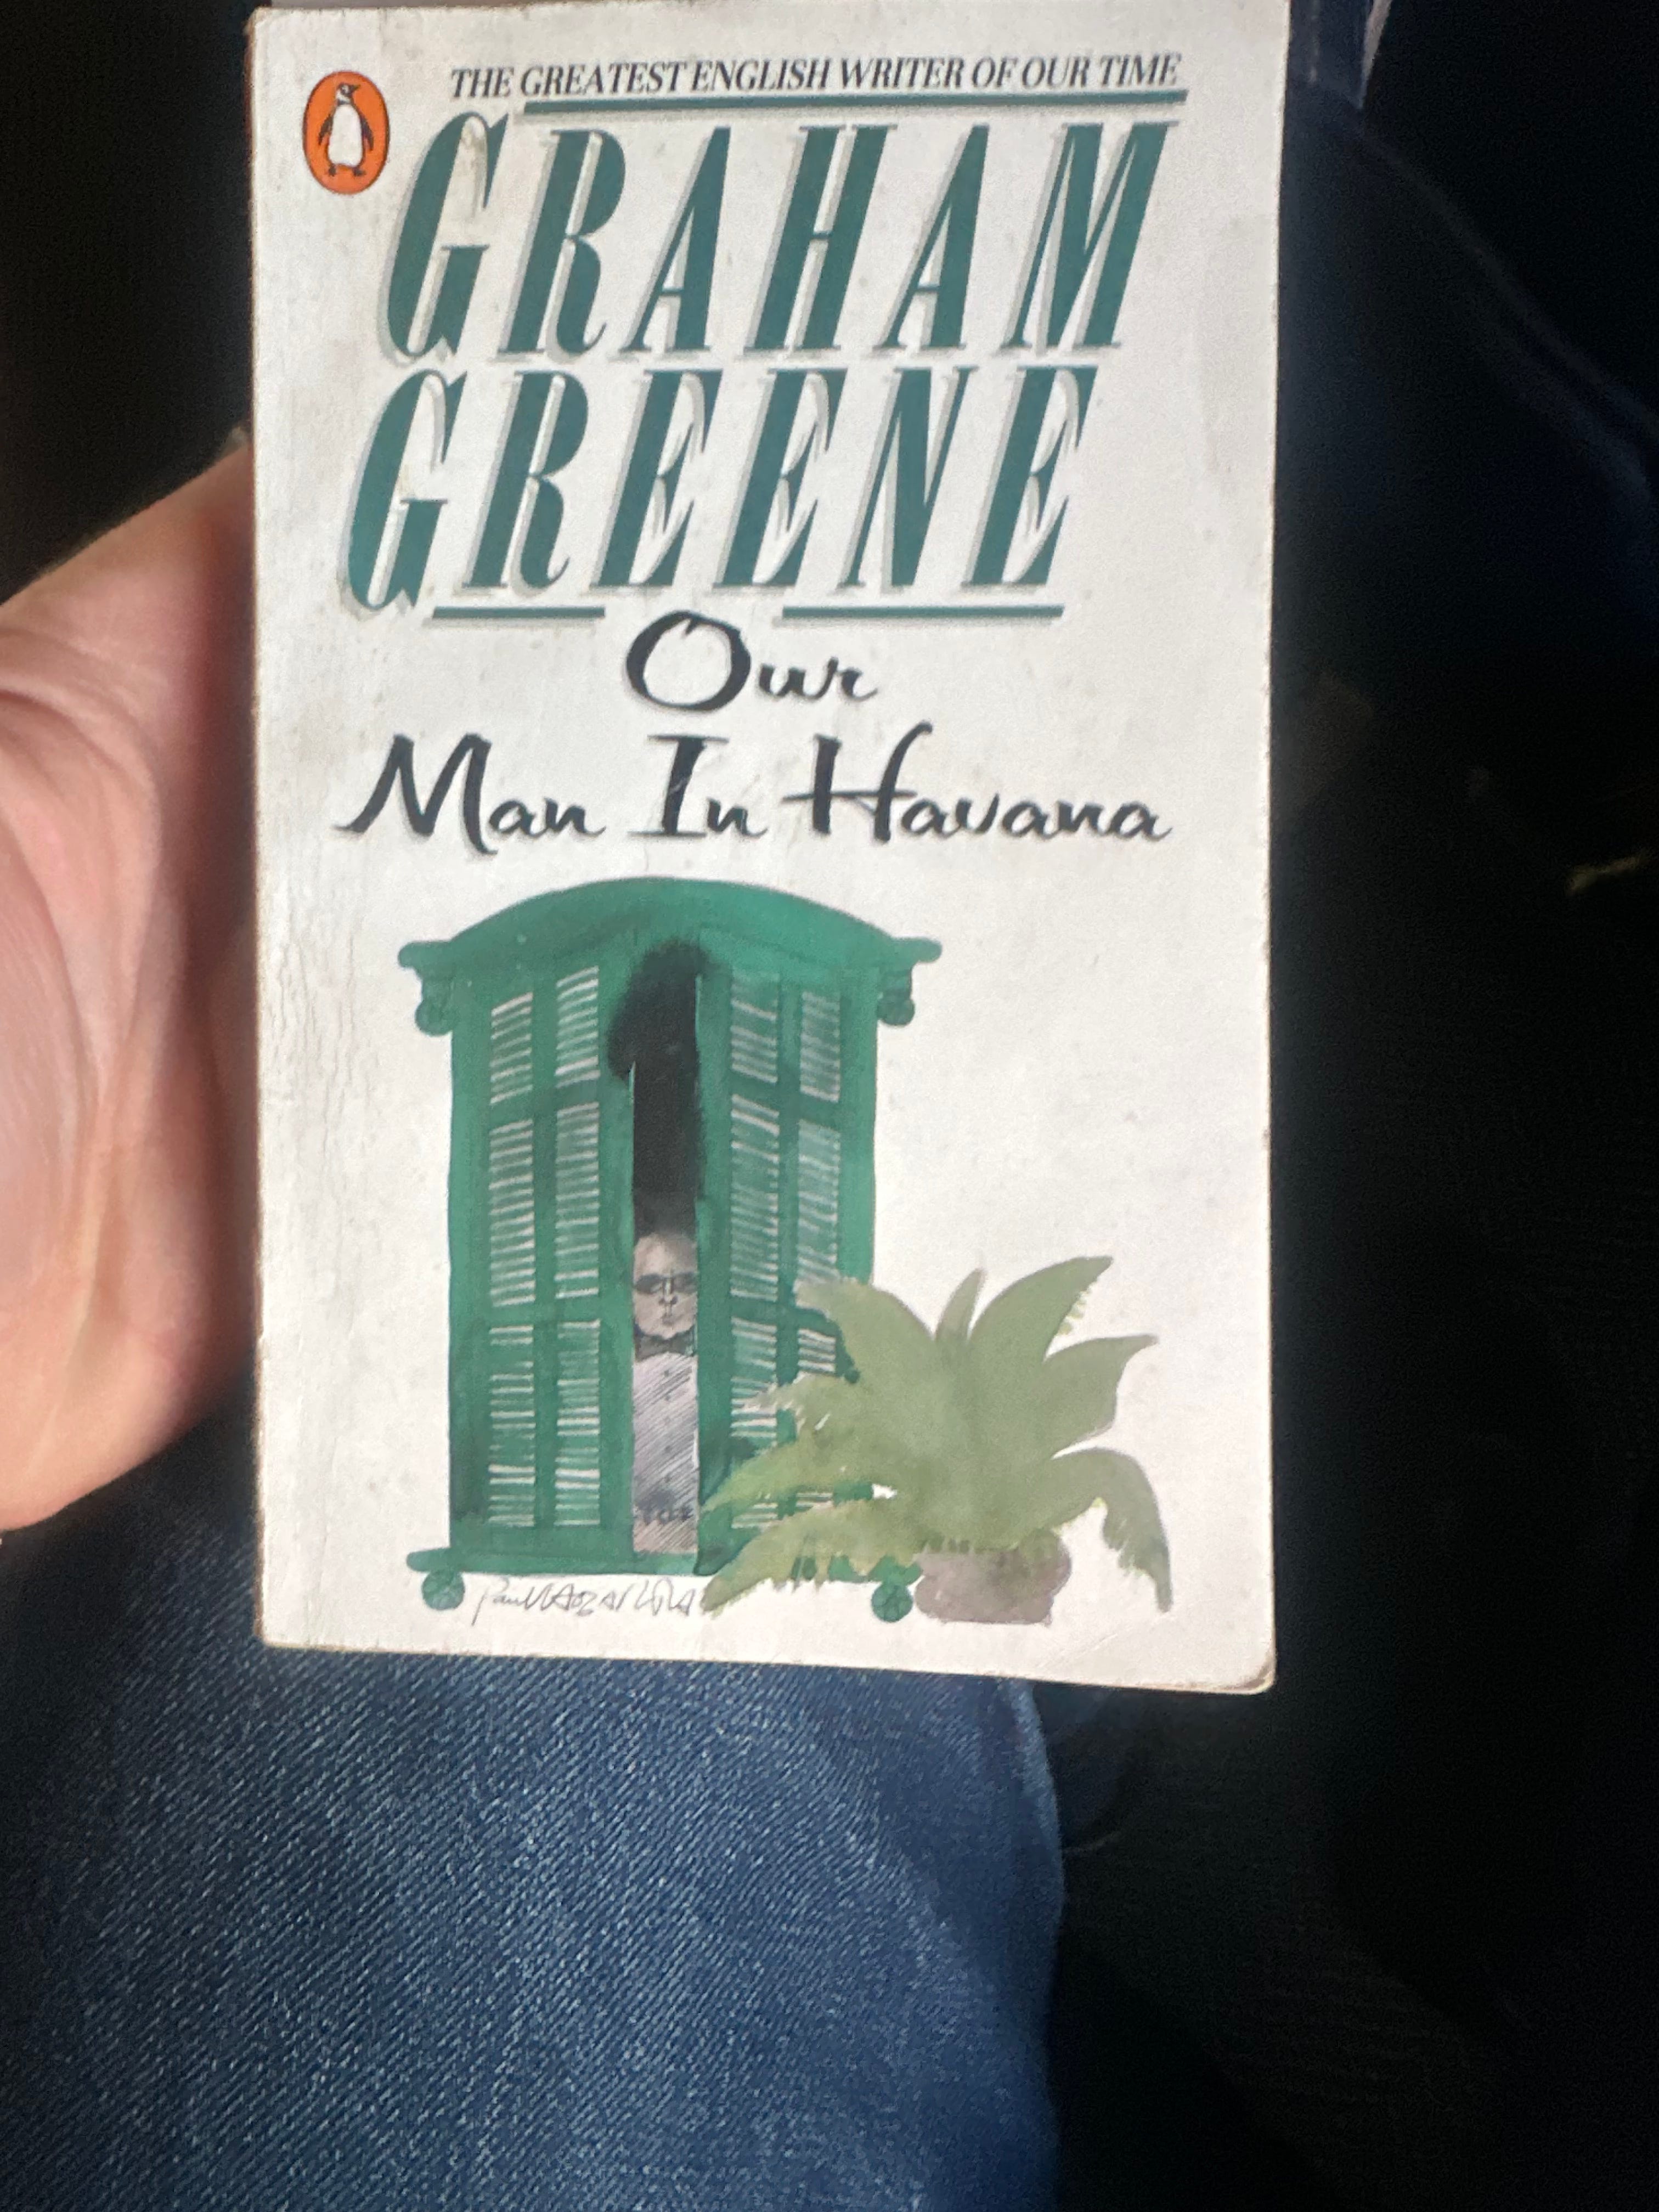 THE GREATEST ENGLISH WRITER OF OUR TIME
GRAHAM
GREENE
Our
Man In Havana